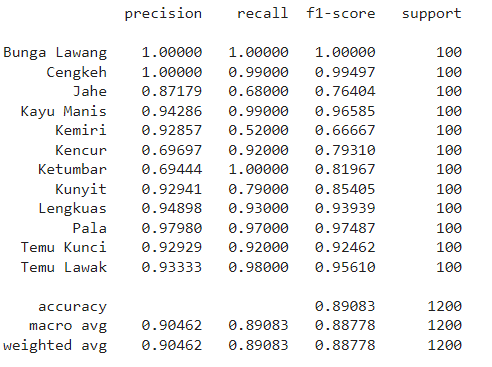 precision recall f1-score support
Bunga Lawang 1.00000 1.00000 1.00000 100
Cengkeh 1.00000 0.99000 0.99497 100
Jahe 0.87179 0.68000 0.76404 100
Kayu Manis 0.94286 0.99000 0.96585 100
Kemiri 0.92857 0.52000 0.66667 100
Kencur 0.69697 0.92000 0.79310 100
Ketumbar 0.69444 1.00000 0.81967 100
Kunyit 0.92941 0.79000 0.85405 100
Lengkuas 0.94898 0.93000 0.93939 100
Pala 0.97980 0.97000 0.97487 100
Temu Kunci 0.92929 0.92000 0.92462 100
Temu Lawak 0.93333 0.98000 0.95610 100
accuracy 0.89083 1200
macro avg 0.90462 0.89083 0.88778 1200
weighted avg 0.90462 0.89083 0.88778 1200